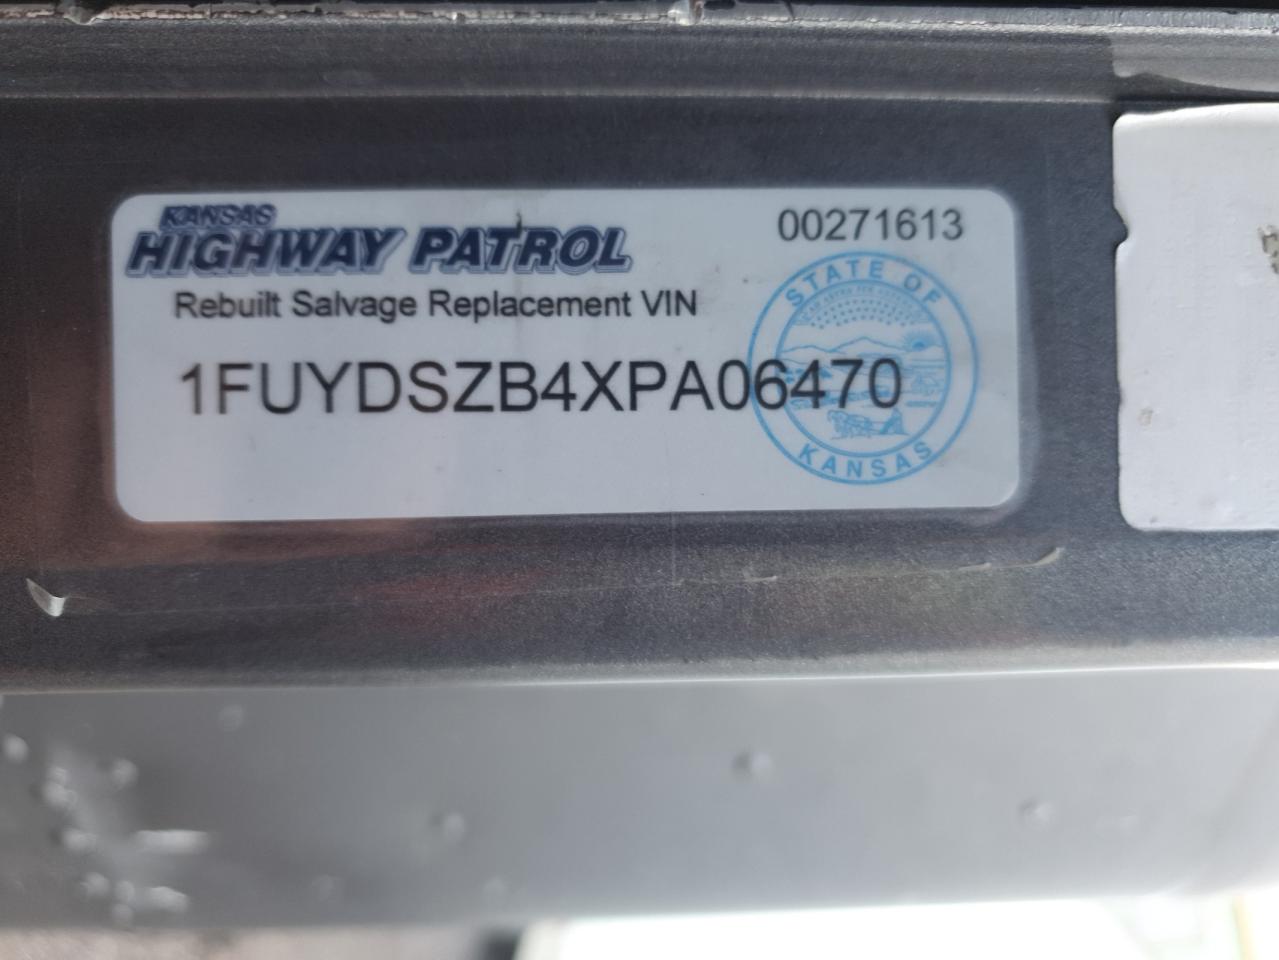 KANSAS
HIGHWAY PATROL
00271613
Rebuilt Salvage Replacement VIN
1FUYDSZB4XPA06470
STATE OF
KANSAS